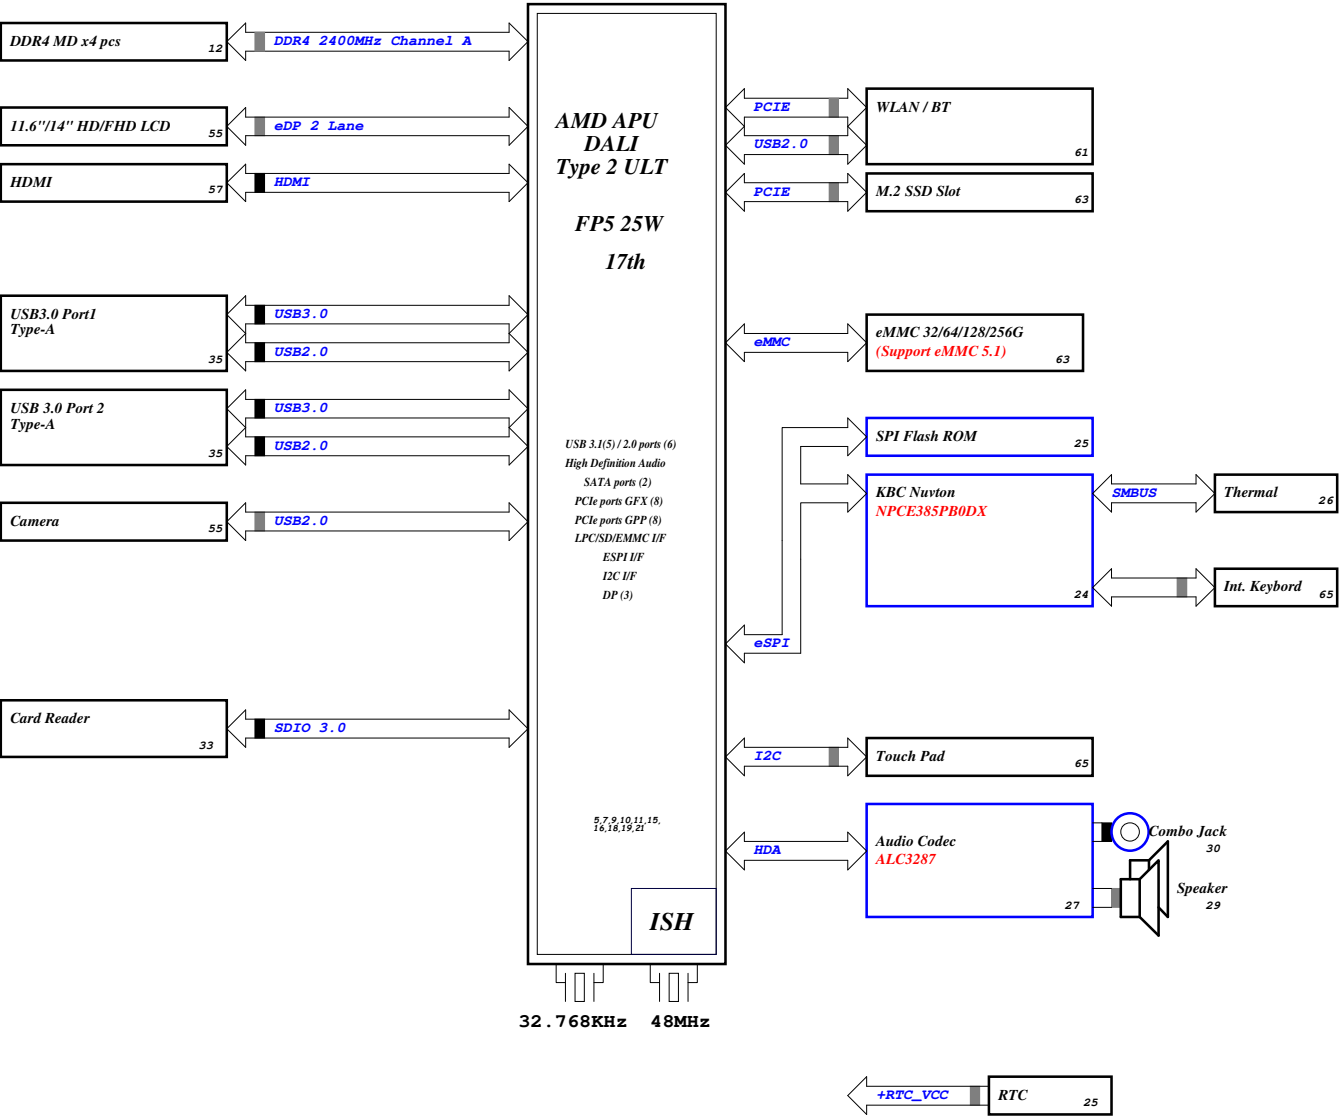 DDR4 MD x4 pcs
12
DDR4 2400MHz Channel A
11.6"/14" HD/FHD LCD
55
eDP 2 Lane
HDMI
57
HDMI
USB3.0 Port1
Type-A
35
USB3.0
USB2.0
USB 3.0 Port 2
Type-A
35
USB3.0
USB2.0
Camera
55
USB2.0
Card Reader
33
SDIO 3.0
AMD APU
DALI
Type 2 ULT
FP5 25W
17th
USB 3.1(5) / 2.0 ports (6)
High Definition Audio
SATA ports (2)
PCIe ports GFX (8)
PCIe ports GPP (8)
LPC/SD/EMMC I/F
ESPI I/F
I2C I/F
DP (3)
5,7,9,10,11,15,
16,18,19,21
ISH
32.768KHz
48MHz
PCIE
USB2.0
WLAN / BT
61
PCIE
M.2 SSD Slot
63
eMMC
eMMC 32/64/128/256G
(Support eMMC 5.1)
63
SPI Flash ROM
25
eSPI
KBC Nuvton
NPCE385PB0DX
24
SMBUS
Thermal
26
Int. Keybord
65
I2C
Touch Pad
65
HDA
Audio Codec
ALC3287
27
Combo Jack
30
Speaker
29
+RTC_VCC
RTC
25